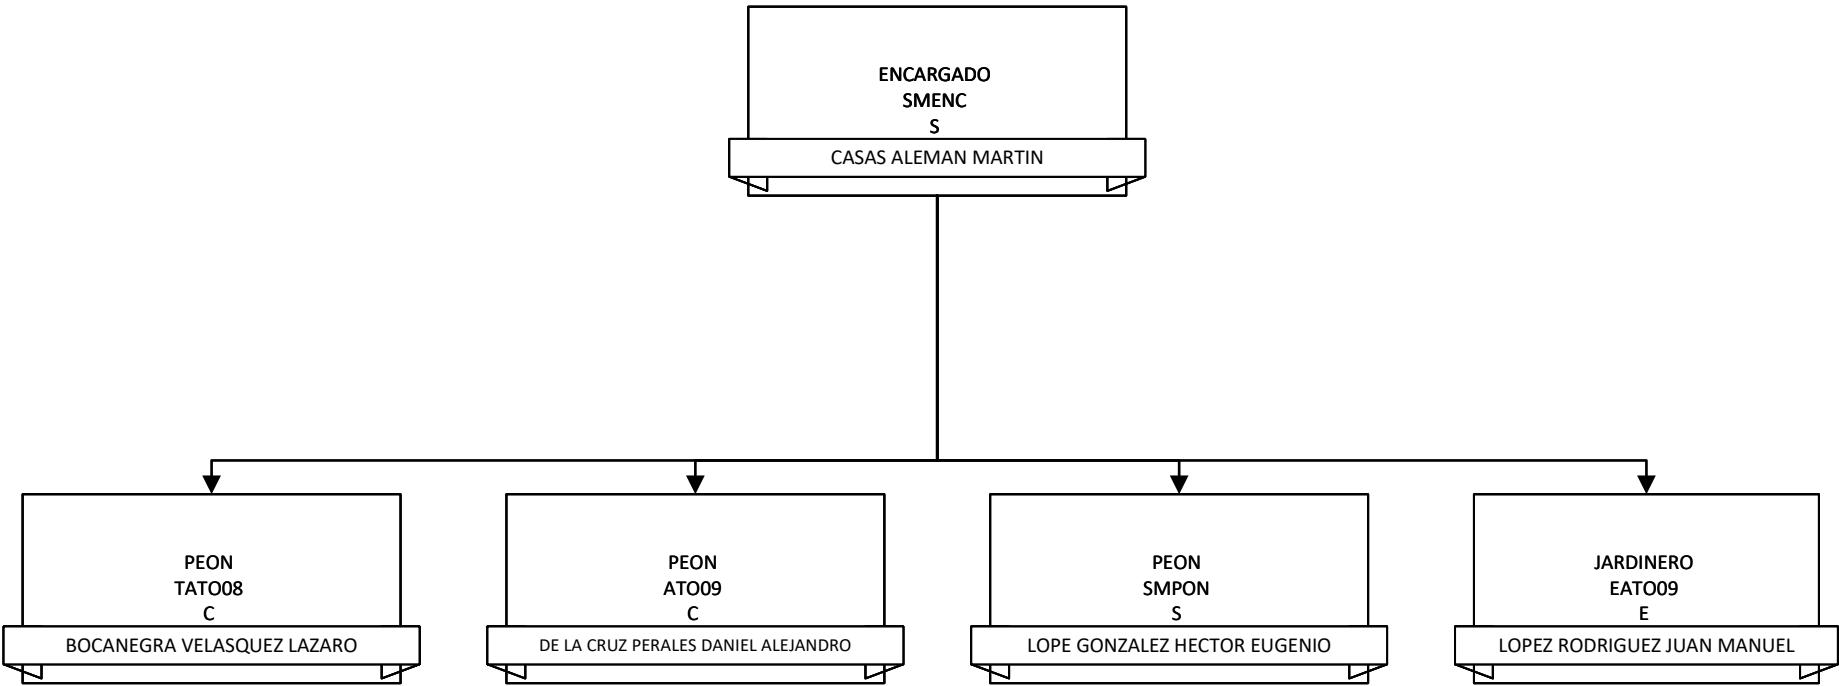 ENCARGADO
SMENC
S
CASAS ALEMAN MARTIN
PEON
TATO08
C
BOCANEGRA VELASQUEZ LAZARO
PEON
ATO09
C
DE LA CRUZ PERALES DANIEL ALEJANDRO
PEON
SMPON
S
LOPE GONZALEZ HECTOR EUGENIO
JARDINERO
EATO09
E
LOPEZ RODRIGUEZ JUAN MANUEL